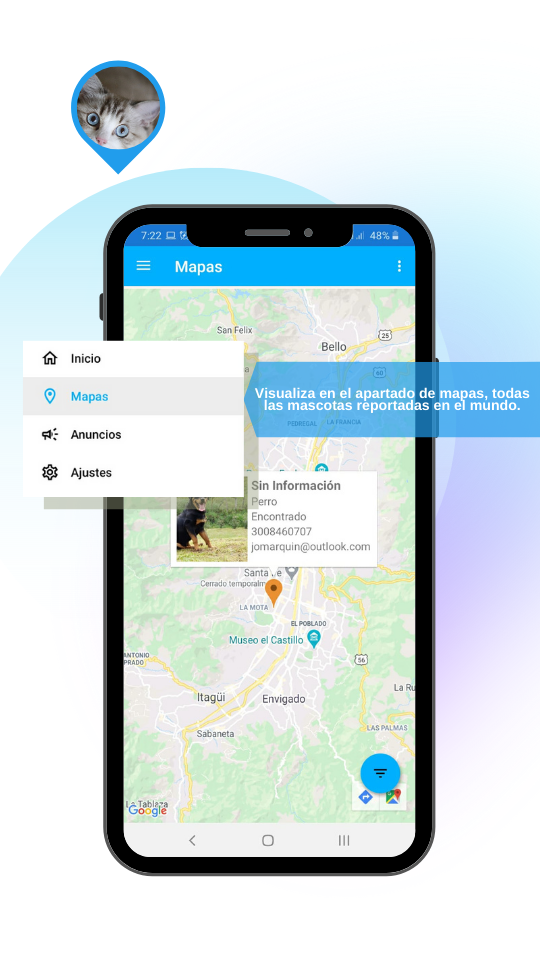 7:22
48%
Mapas
San Felix
Bello
25
Inicio
Mapas
Anuncios
Ajustes
60
Visualiza en el apartado de mapas, todas
las mascotas reportadas en el mundo.
PEDREGAL
LA FRANCIA
Sin Información
Perro
Encontrado
3008460707
jomarquin@outlook.com
Cerrado temporalm
LA MOTA
EL POBLADO
Museo el Castillo
ANTONIO
PRADO
56
Itagüí
Envigado
La Ru
Sabaneta
LAS PALMAS
La Tablaza
Google